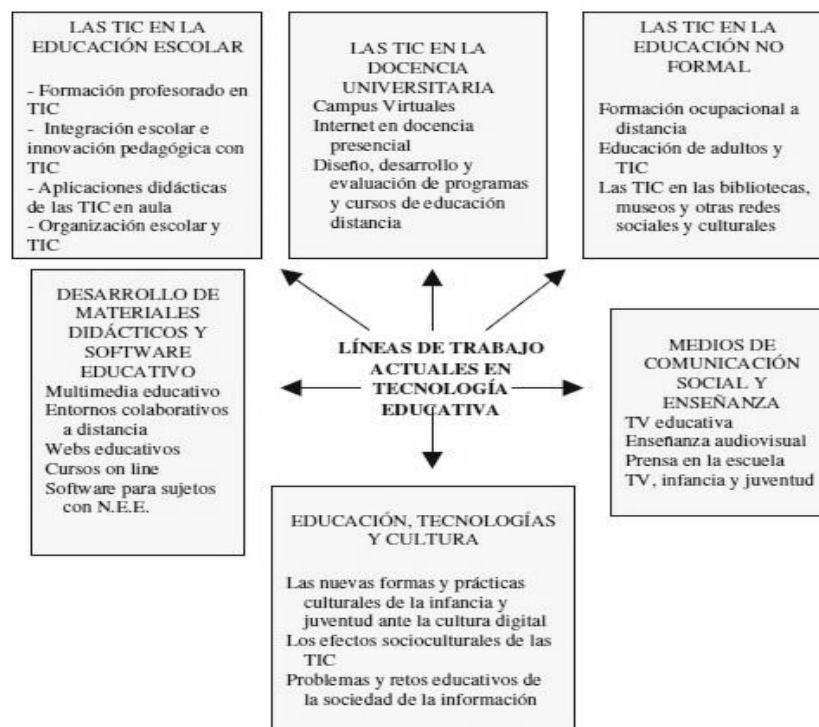 LAS TIC EN LA
EDUCACIÓN ESCOLAR
- Formación profesorado en
TIC
- Integración escolar e
innovación pedagógica con
TIC
- Aplicaciones didácticas
de las TIC en aula
- Organización escolar y
TIC
LAS TIC EN LA
DOCENCIA
UNIVERSITARIA
Campus Virtuales
Internet en docencia
presencial
Diseño, desarrollo y
evaluación de programas
y cursos de educación
distancia
LAS TIC EN LA
EDUCACIÓN NO
FORMAL
Formación ocupacional a
distancia
Educación de adultos y
TIC
Las TIC en las bibliotecas,
museos y otras redes
sociales y culturales
DESARROLLO DE
MATERIALES
DIDÁCTICOS Y
SOFTWARE
EDUCATIVO
Multimedia educativo
Entornos colaborativos
a distancia
Webs educativos
Cursos on line
Software para sujetos
con N.E.E.
LÍNEAS DE TRABAJO
ACTUALES EN
TECNOLOGÍA
EDUCATIVA
MEDIOS DE
COMUNICACIÓN
SOCIAL Y
ENSEÑANZA
TV educativa
Enseñanza audiovisual
Prensa en la escuela
TV, infancia y juventud
EDUCACIÓN, TECNOLOGÍAS
Y CULTURA
Las nuevas formas y prácticas
culturales de la infancia y
juventud ante la cultura digital
Los efectos socioculturales de las
TIC
Problemas y retos educativos de
la sociedad de la información